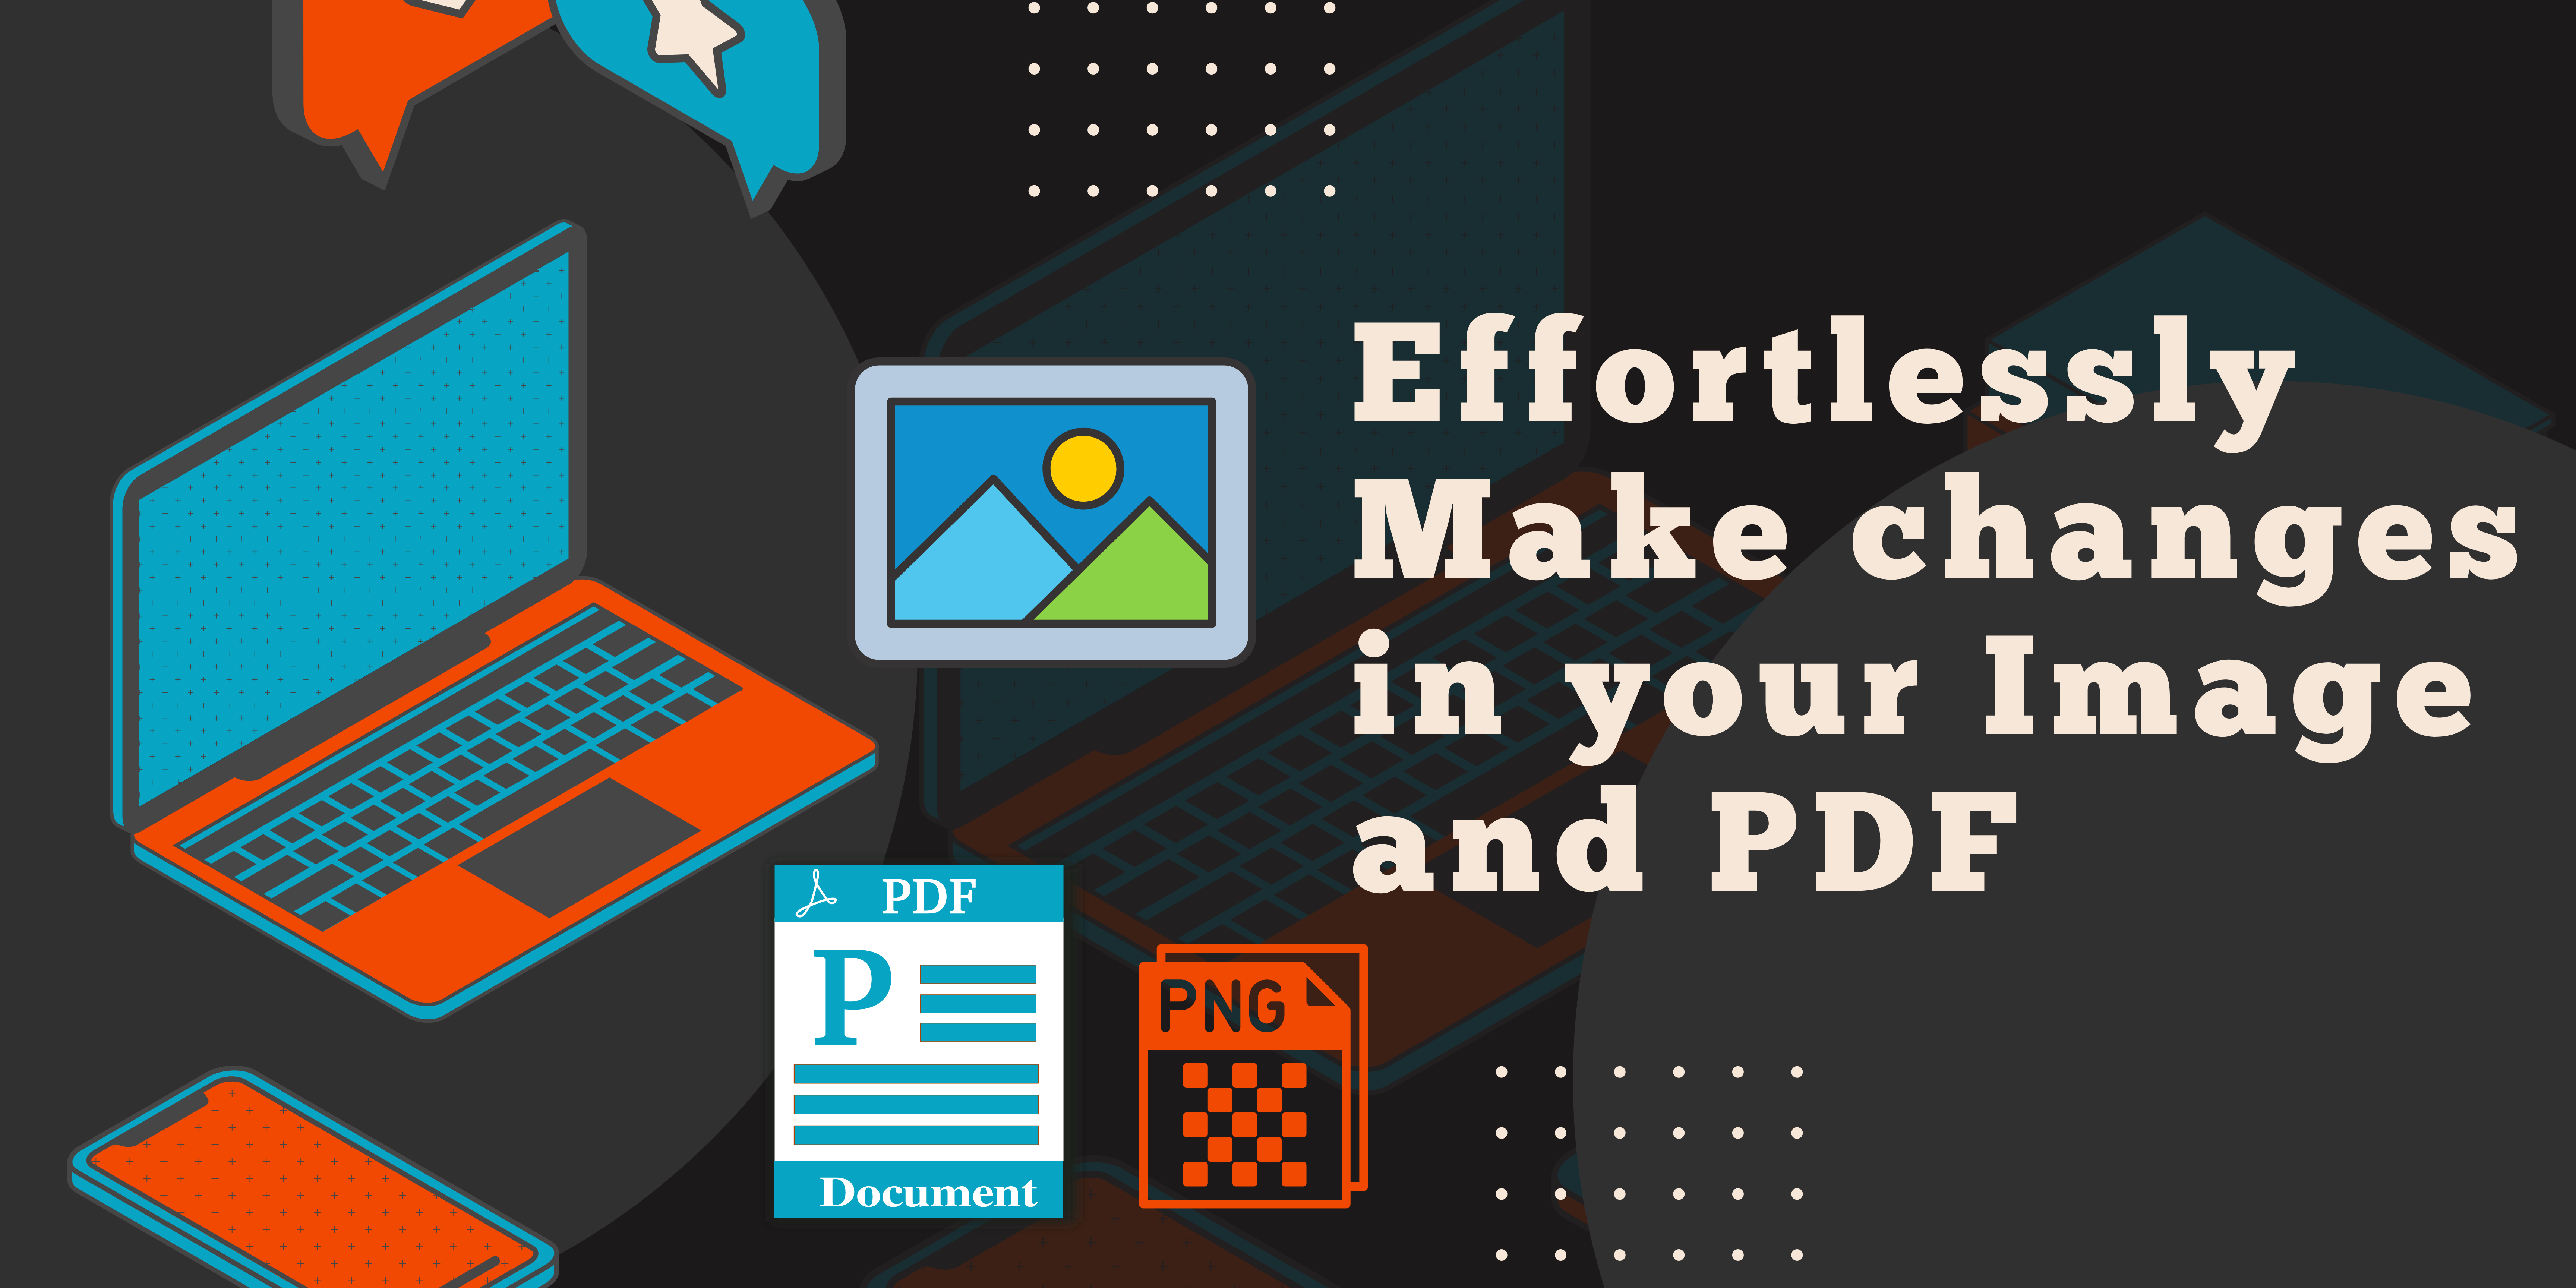 Effortlessly
Make changes
in your Image
and PDF
PDF
P
Document
PNG